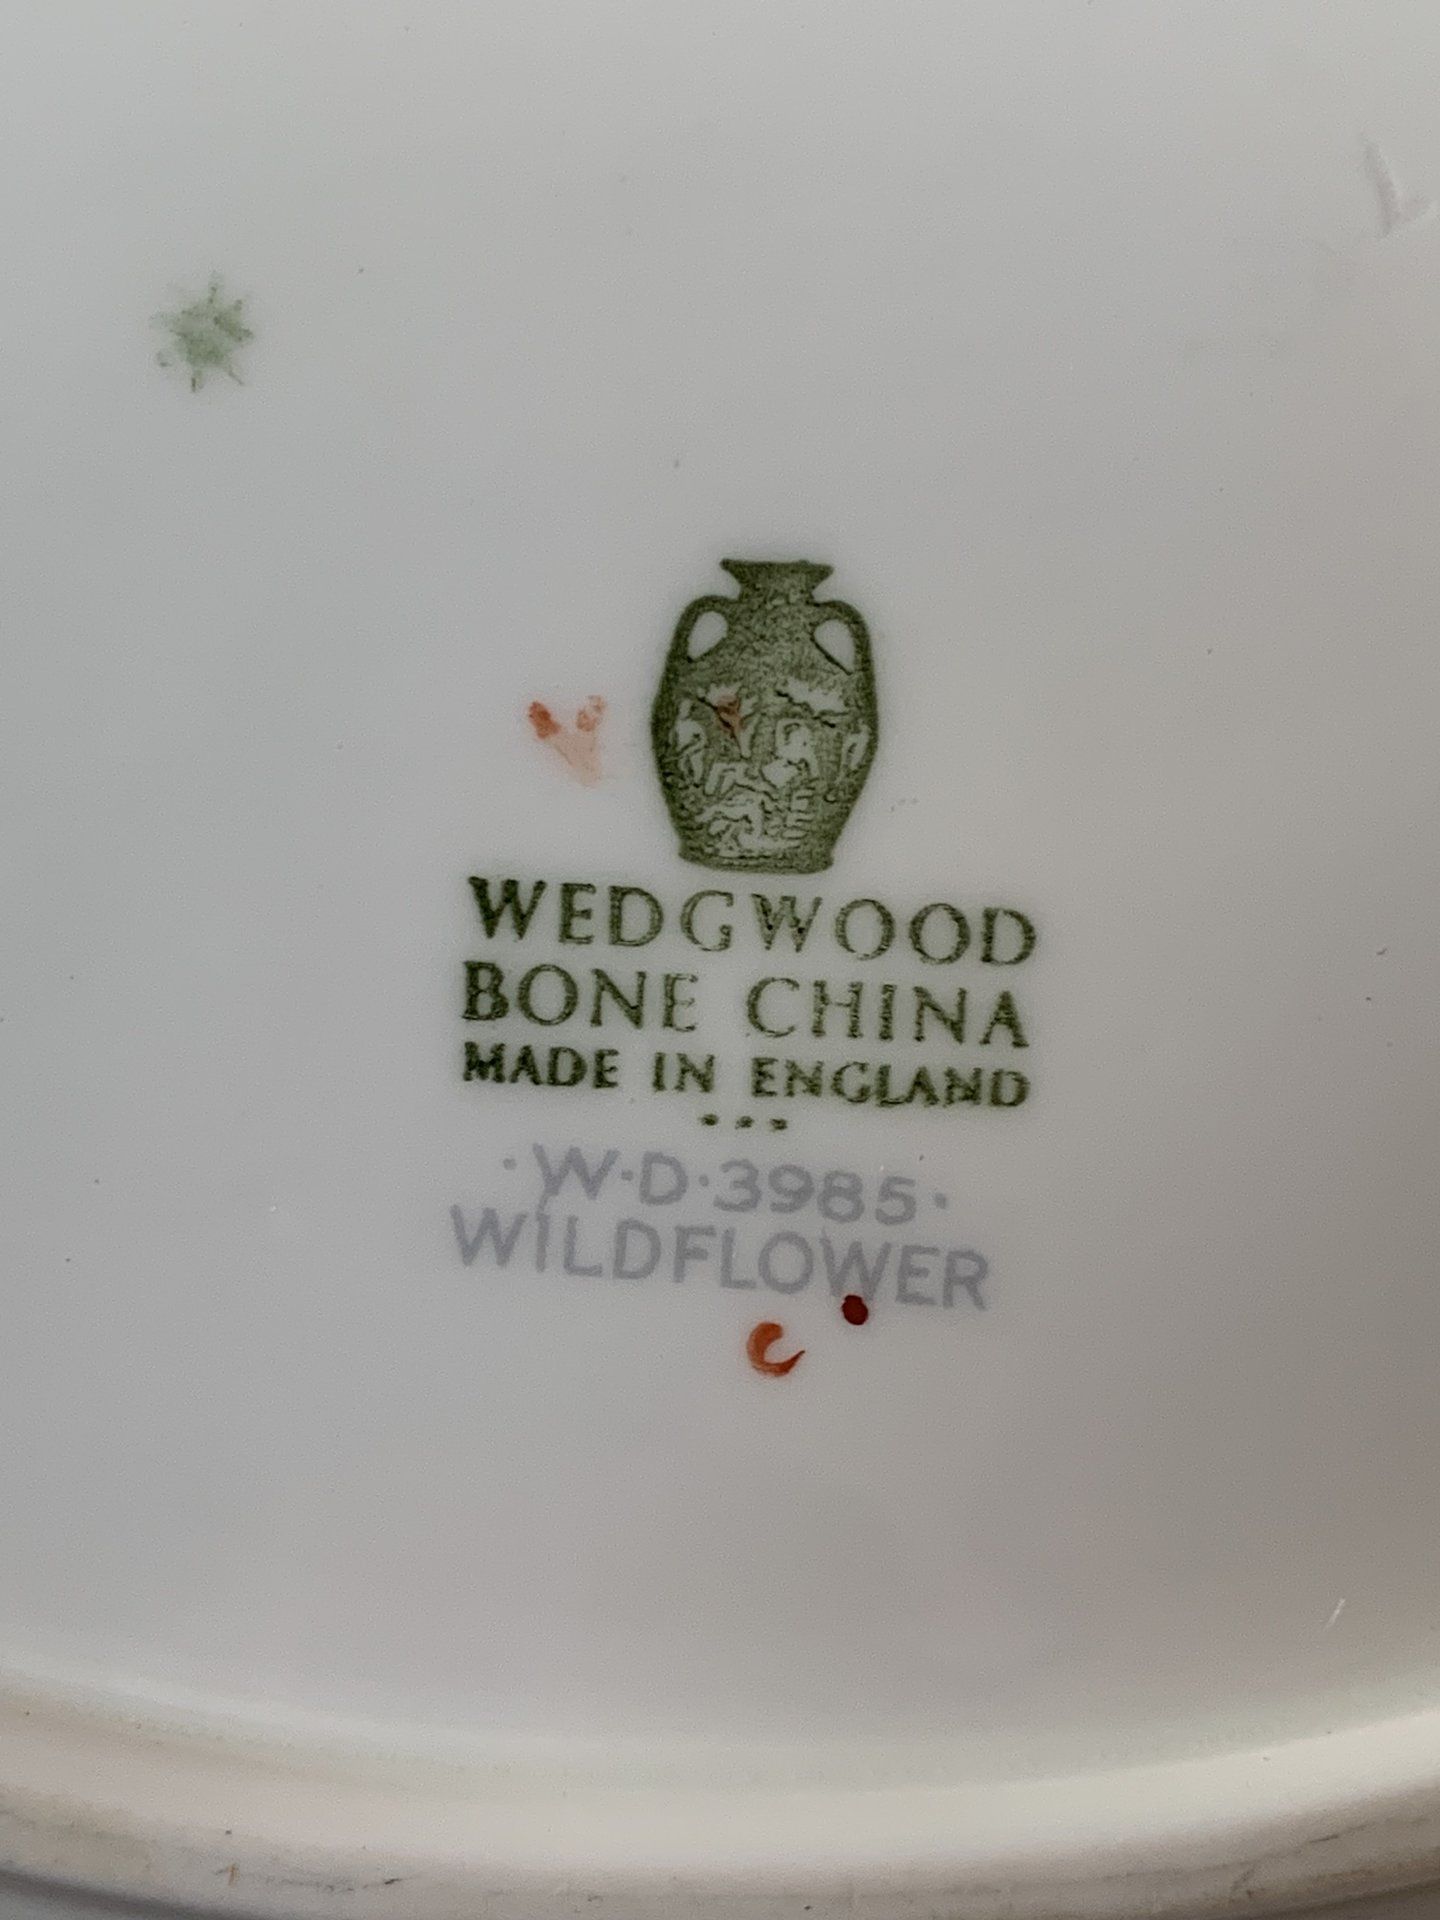 WEDGWOOD
BONE CHINA
MADE IN ENGLAND
•••
·W·D·3985·
WILDFLOWER
C